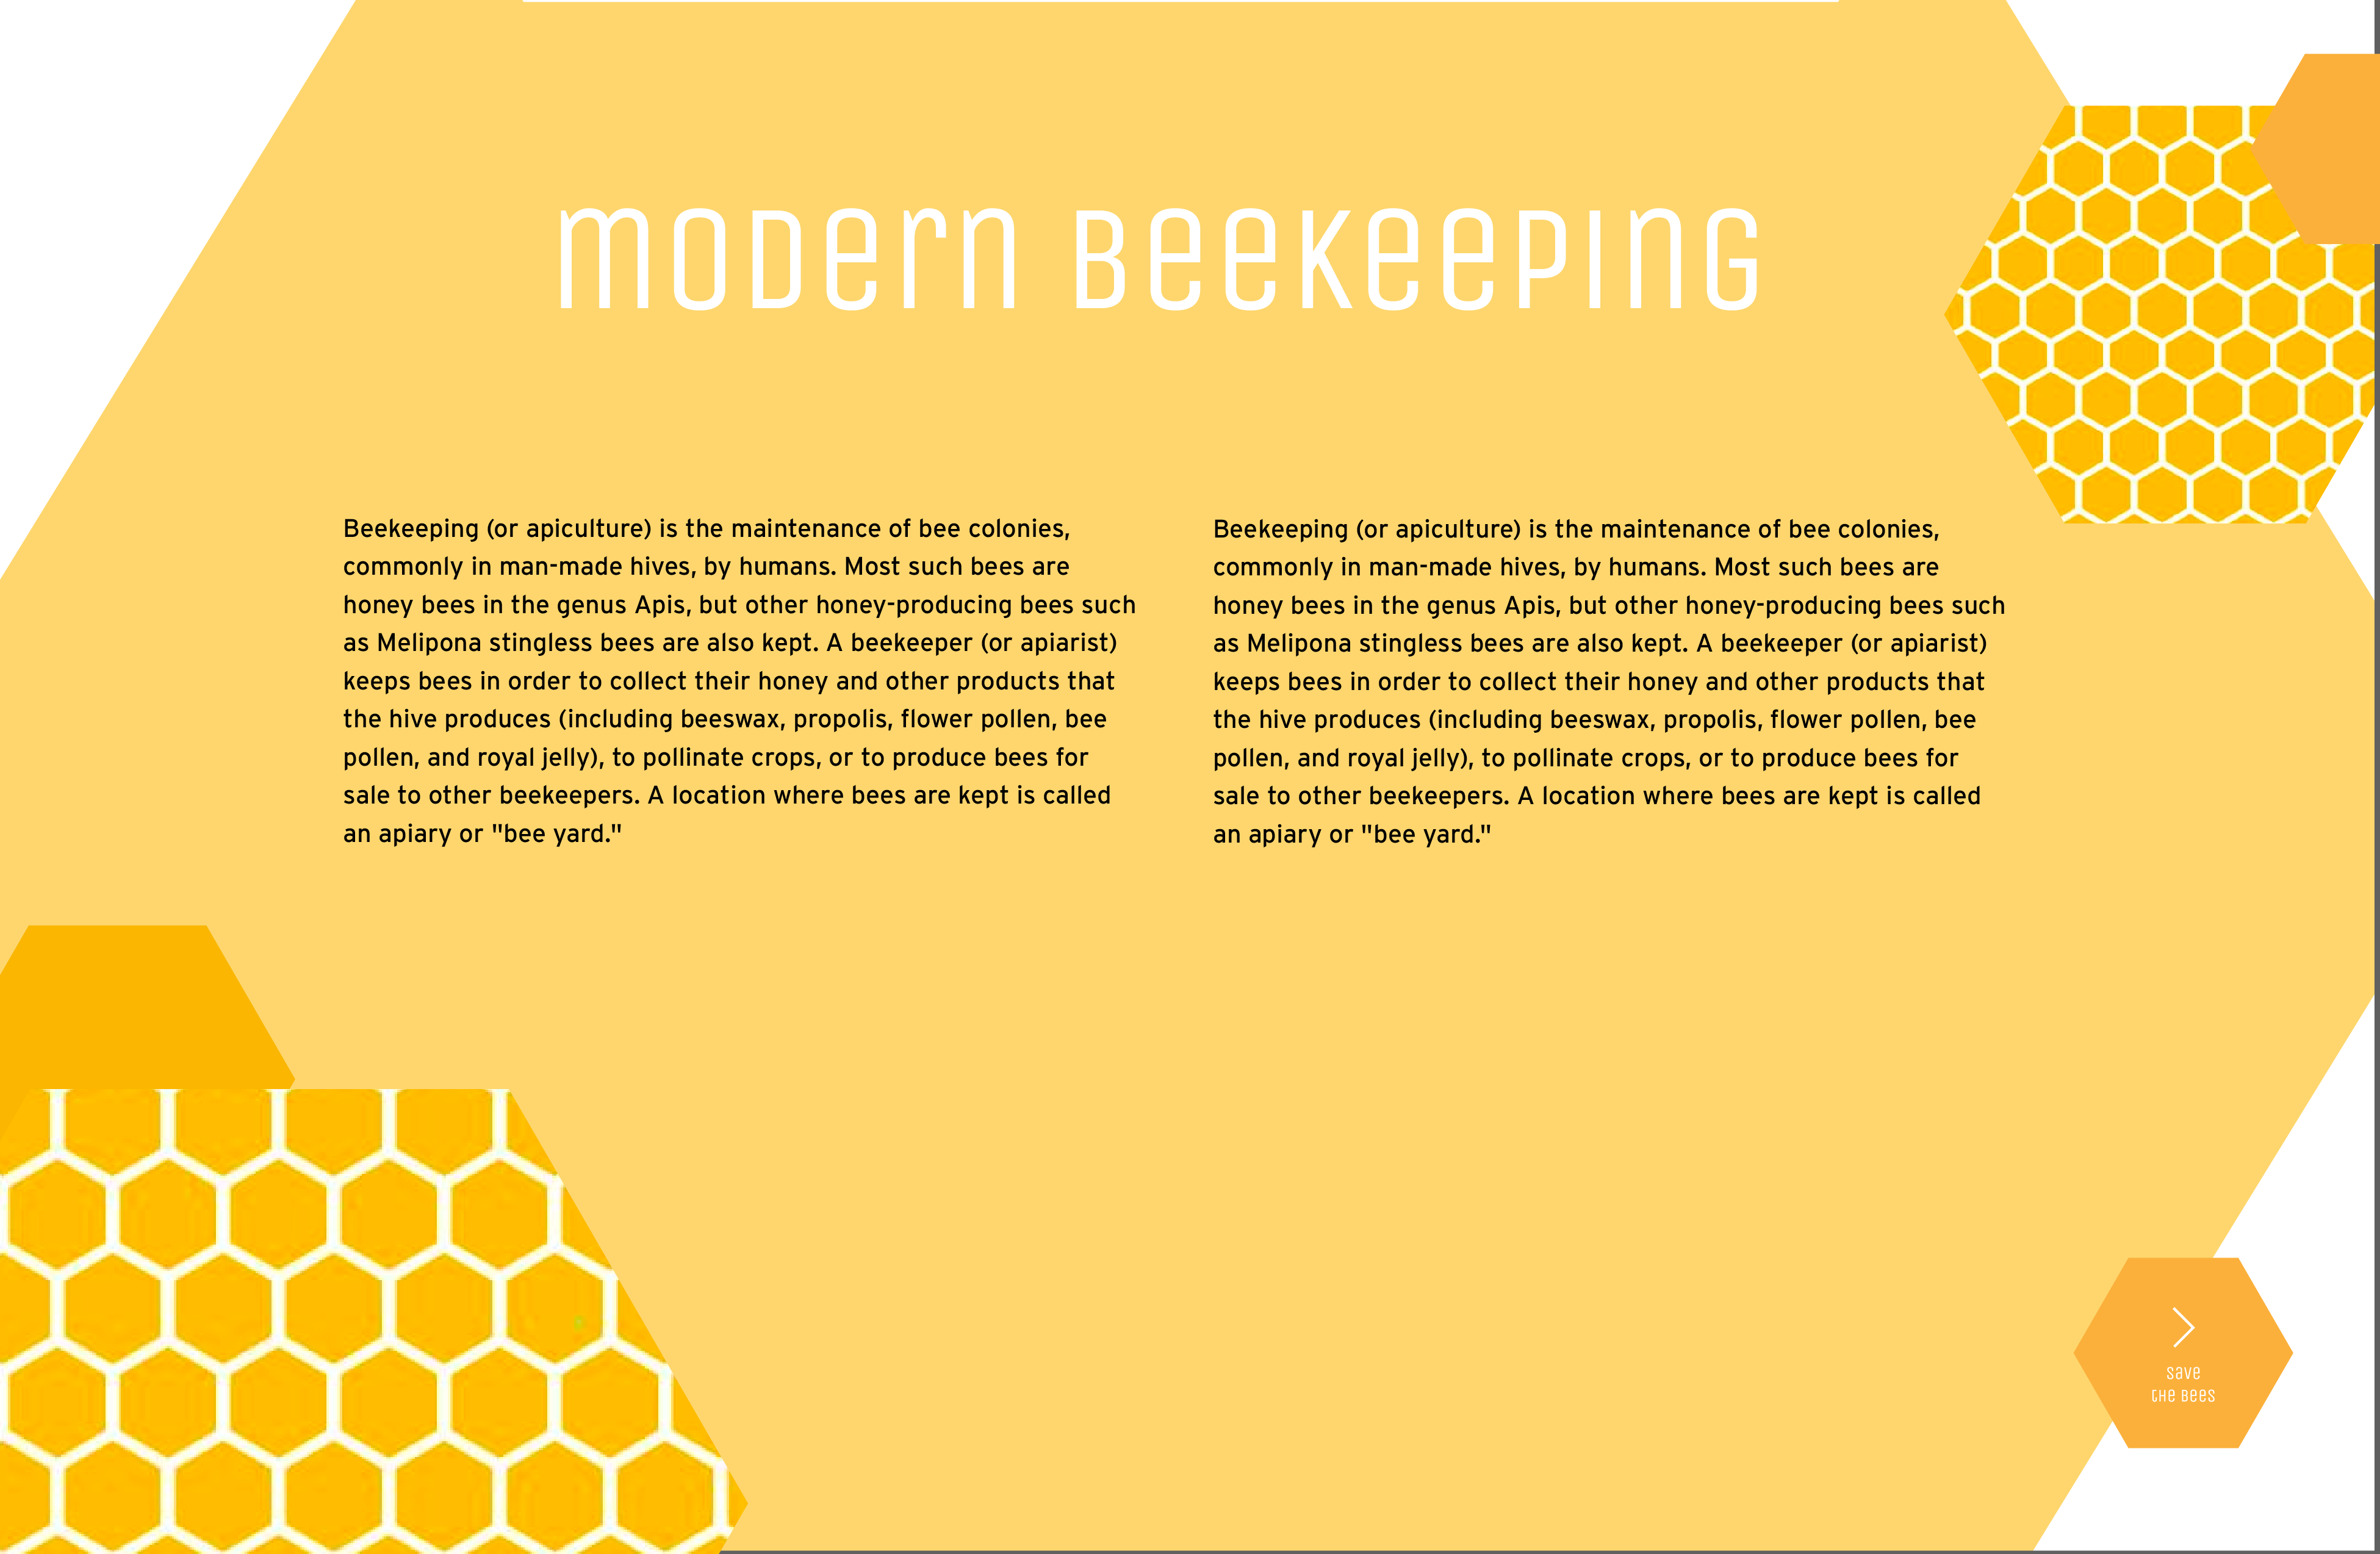 modern beekeeping
Beekeeping (or apiculture) is the maintenance of bee colonies,
commonly in man-made hives, by humans. Most such bees are
honey bees in the genus Apis, but other honey-producing bees such
as Melipona stingless bees are also kept. A beekeeper (or apiarist)
keeps bees in order to collect their honey and other products that
the hive produces (including beeswax, propolis, flower pollen, bee
pollen, and royal jelly), to pollinate crops, or to produce bees for
sale to other beekeepers. A location where bees are kept is called
an apiary or "bee yard."
Beekeeping (or apiculture) is the maintenance of bee colonies,
commonly in man-made hives, by humans. Most such bees are
honey bees in the genus Apis, but other honey-producing bees such
as Melipona stingless bees are also kept. A beekeeper (or apiarist)
keeps bees in order to collect their honey and other products that
the hive produces (including beeswax, propolis, flower pollen, bee
pollen, and royal jelly), to pollinate crops, or to produce bees for
sale to other beekeepers. A location where bees are kept is called
an apiary or "bee yard."
save
the bees